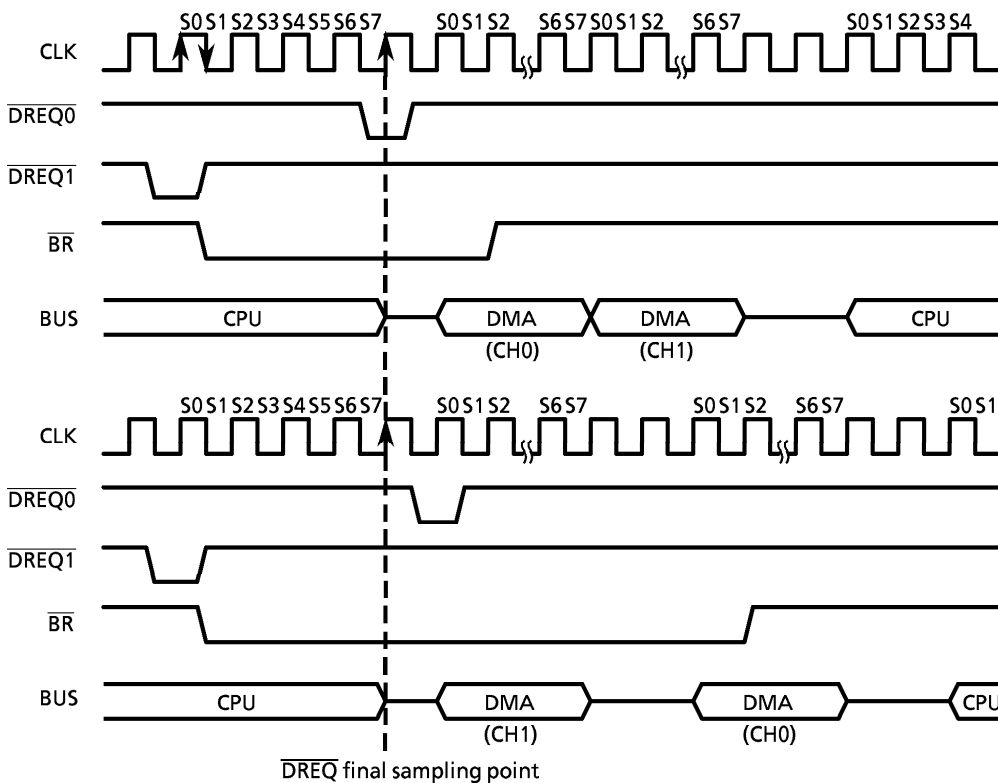 S0 S1 S2 S3 S4 S5 S6 S7 S0 S1 S2 S6 S7 S0 S1 S2 S6 S7 S0 S1 S2 S3 S4
CLK
DREQ0
DREQ1
BR
BUS CPU DMA DMA CPU
(CH0) (CH1)
S0 S1 S2 S3 S4 S5 S6 S7 S0 S1 S2 S6 S7 S0 S1 S2 S6 S7 S0 S1
CLK
DREQ0
DREQ1
BR
BUS CPU DMA DMA CPU
(CH1) (CH0)
DREQ final sampling point